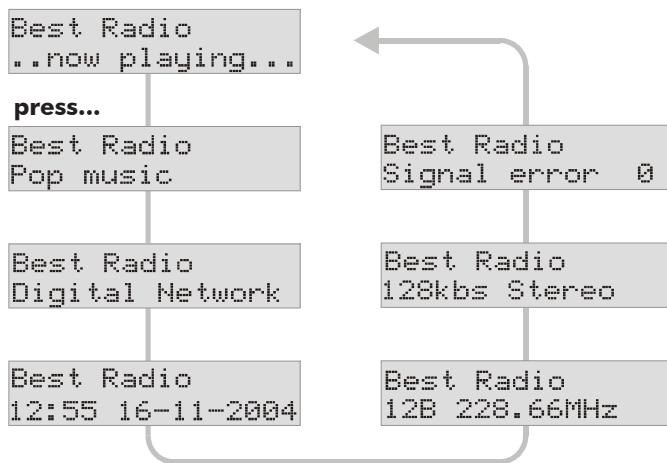 Best Radio
..now playing...
press...
Best Radio
Pop music
Best Radio
Digital Network
Best Radio
12:55 16-11-2004
Best Radio
12B 228.66MHz
Best Radio
128kbs Stereo
Best Radio
Signal error 0